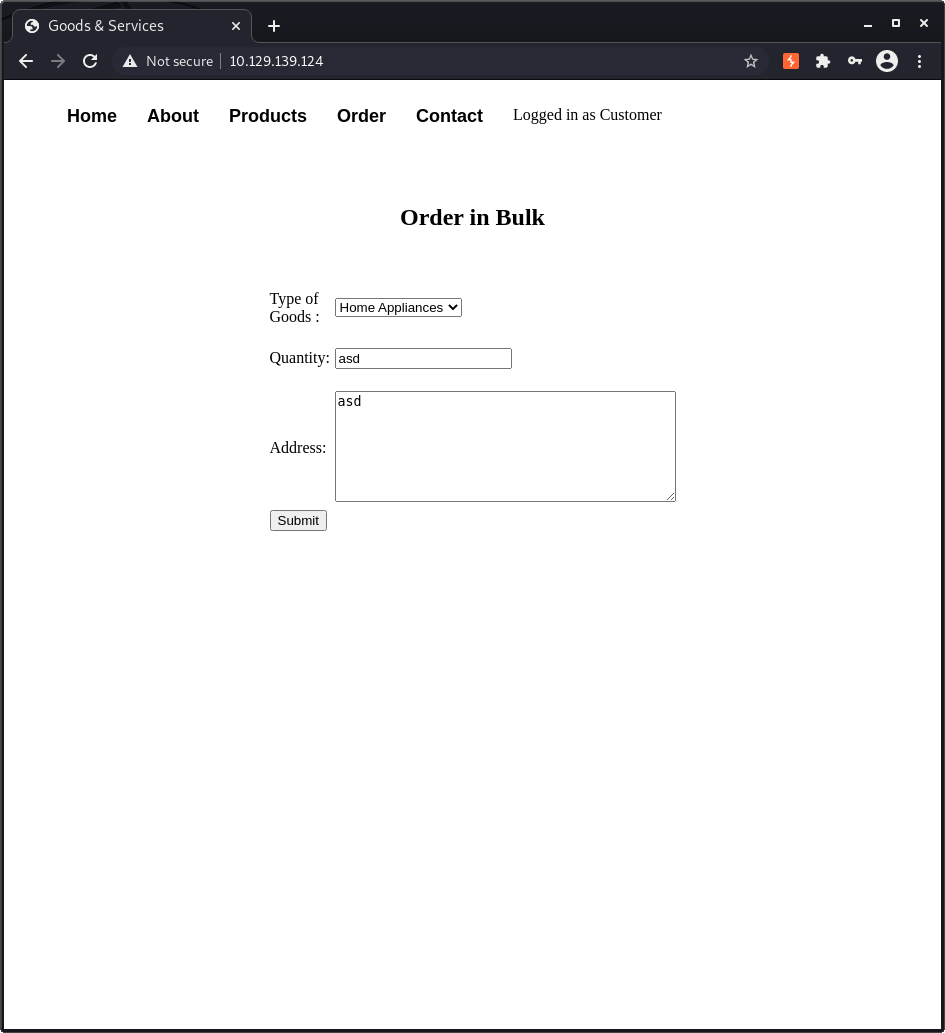 Goods & Services
Not secure 10.129.139.124
Home About Products Order Contact Logged in as Customer
Order in Bulk
Type of
Goods :
Home Appliances
Quantity: asd
asd
Address:
Submit